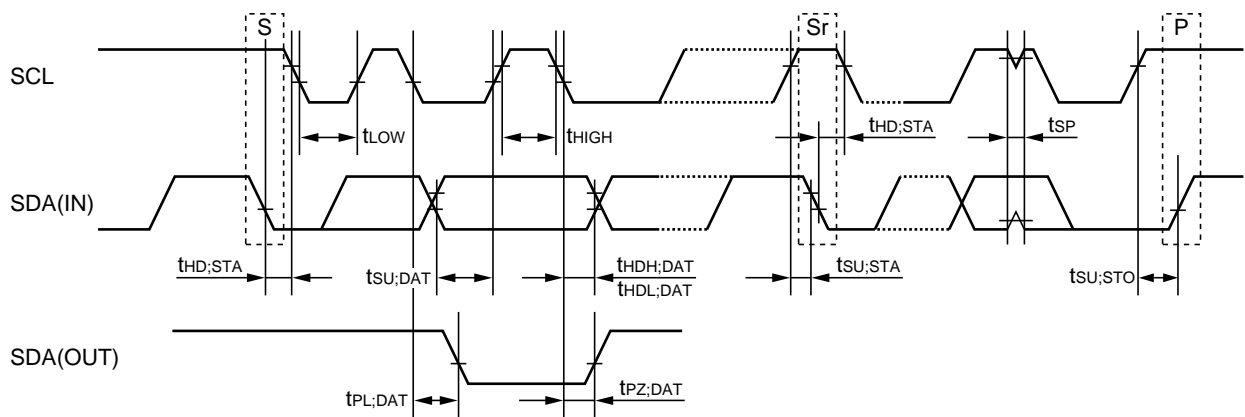 S Sr P
SCL
tLOW tHIGH tHD;STA tSP
SDA(IN)
tHD;STA tSU;DAT tHDH;DAT tSU;STA tSU;STO
tHDL;DAT
SDA(OUT)
tPL;DAT tPZ;DAT